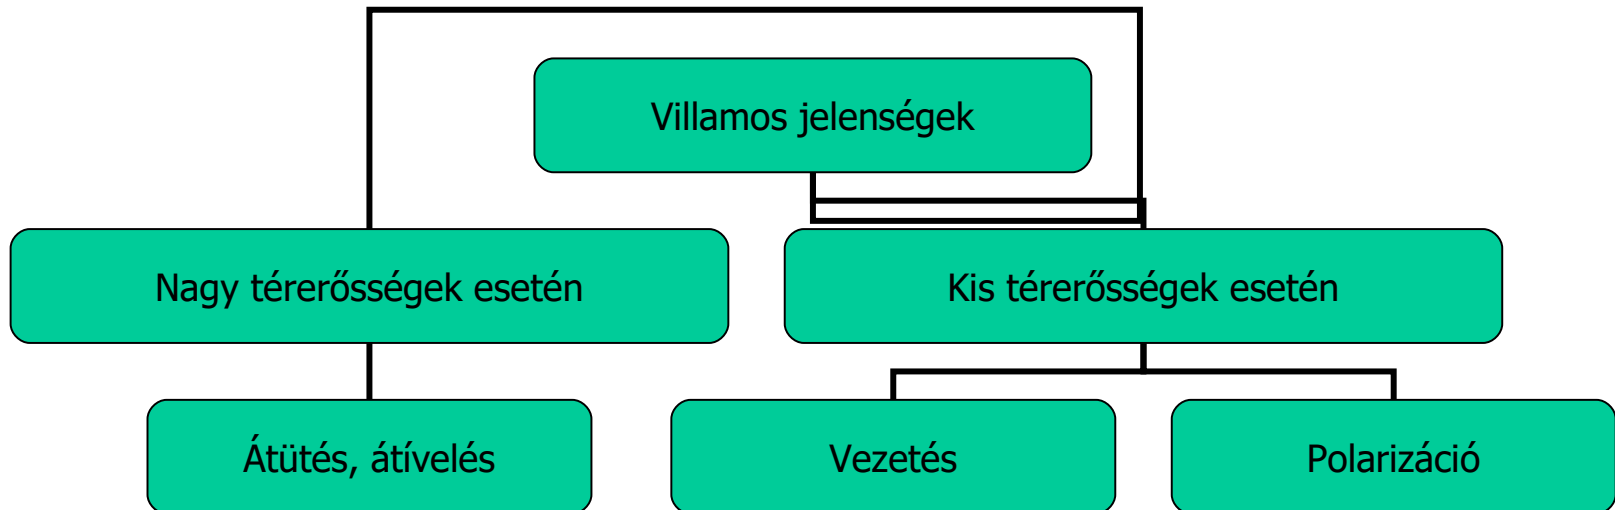 Villamos jelenségek
Nagy térerősségek esetén
Kis térerősségek esetén
Átütés, átívelés
Vezetés
Polarizáció